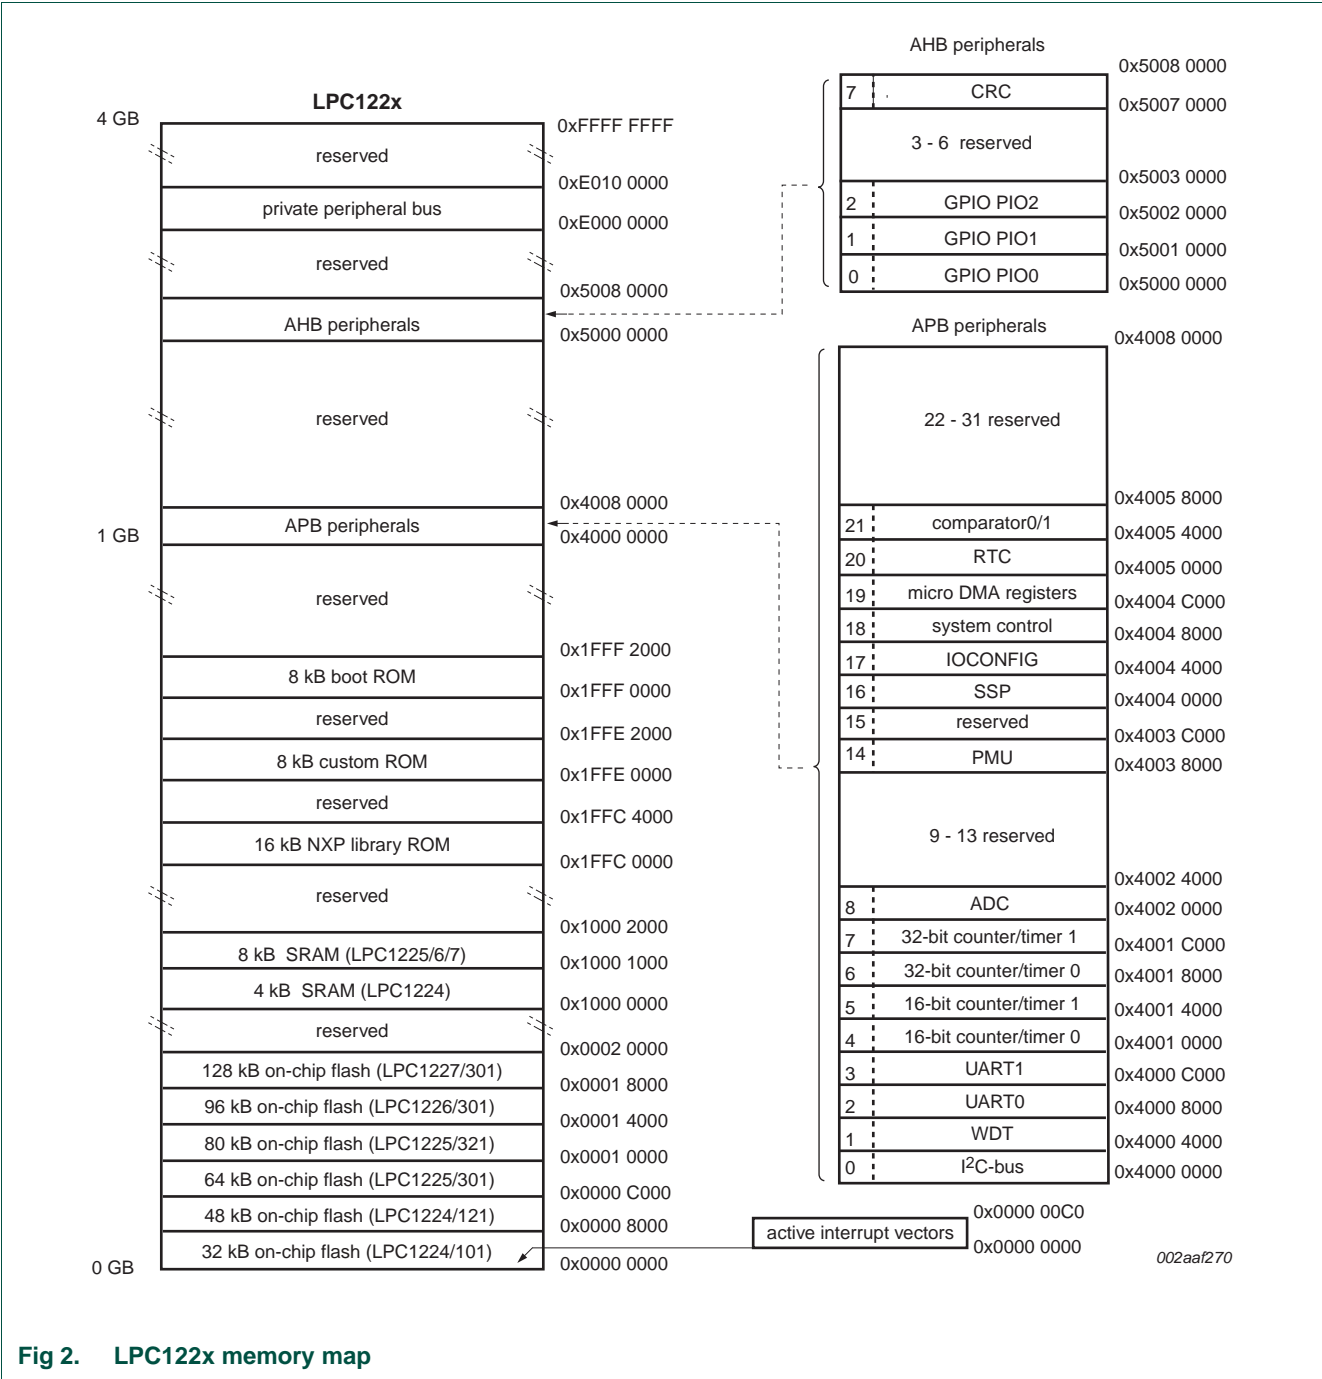 AHB peripherals
0x5008 0000
7 CRC
0x5007 0000
3 - 6 reserved
0x5003 0000
2 GPIO PIO2
0x5002 0000
1 GPIO PIO1
0x5001 0000
0 GPIO PIO0
0x5000 0000
LPC122x
4 GB
0xFFFF FFFF
reserved
0xE010 0000
private peripheral bus
0xE000 0000
reserved
0x5008 0000
AHB peripherals
0x5000 0000
reserved
0x4008 0000
1 GB
APB peripherals
0x4000 0000
reserved
0x1FFF 2000
8 kB boot ROM
0x1FFF 0000
reserved
0x1FFE 2000
8 kB custom ROM
0x1FFE 0000
reserved
0x1FFC 4000
16 kB NXP library ROM
0x1FFC 0000
reserved
0x1000 2000
8 kB SRAM (LPC1225/6/7)
0x1000 1000
4 kB SRAM (LPC1224)
0x1000 0000
reserved
0x0002 0000
128 kB on-chip flash (LPC1227/301)
0x0001 8000
96 kB on-chip flash (LPC1226/301)
0x0001 4000
80 kB on-chip flash (LPC1225/321)
0x0001 0000
64 kB on-chip flash (LPC1225/301)
0x0000 C000
48 kB on-chip flash (LPC1224/121)
0x0000 8000
32 kB on-chip flash (LPC1224/101)
0 GB
0x0000 0000
APB peripherals
0x4008 0000
22 - 31 reserved
0x4005 8000
21 comparator0/1
0x4005 4000
20 RTC
0x4005 0000
19 micro DMA registers
0x4004 C000
18 system control
0x4004 8000
17 IOCONFIG
0x4004 4000
16 SSP
0x4004 0000
15 reserved
0x4003 C000
14 PMU
0x4003 8000
9 - 13 reserved
0x4002 4000
8 ADC
0x4002 0000
7 32-bit counter/timer 1
0x4001 C000
6 32-bit counter/timer 0
0x4001 8000
5 16-bit counter/timer 1
0x4001 4000
4 16-bit counter/timer 0
0x4001 0000
3 UART1
0x4000 C000
2 UART0
0x4000 8000
1 WDT
0x4000 4000
0 I2C-bus
0x4000 0000
0x0000 00C0
active interrupt vectors
0x0000 0000
002aaf270
Fig 2. LPC122x memory map